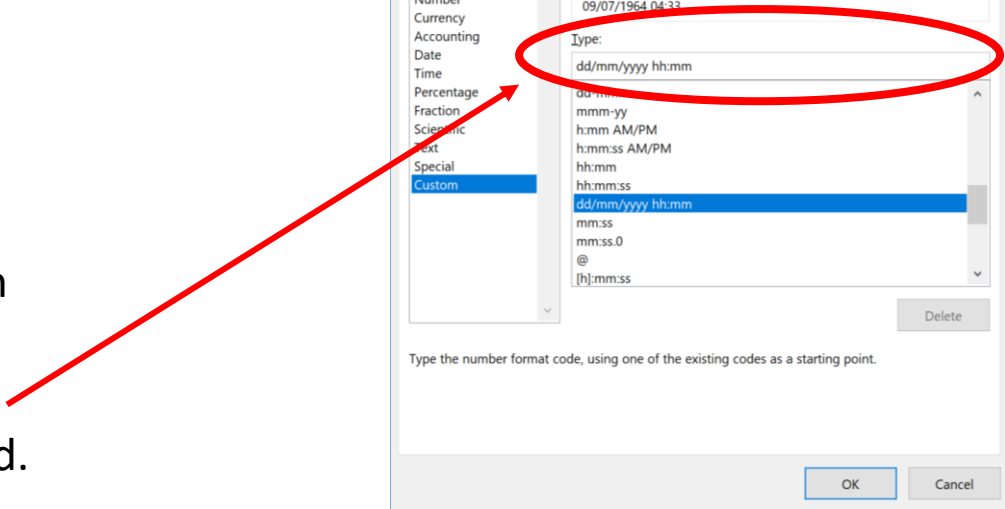 Number
Currency
Accounting
Date
Time
Percentage
Fraction
Scientific
Text
Special
Custom
09/07/1964 04:33
Type:
dd/mm/yyyy hh:mm
mmm-yy
h:mm AM/PM
h:mm:ss AM/PM
hh:mm
hh:mm:ss
dd/mm/yyyy hh:mm
mm:ss
mm:ss.0
@
[h]:mm:ss
Delete
Type the number format code, using one of the existing codes as a starting point.
OK
Cancel